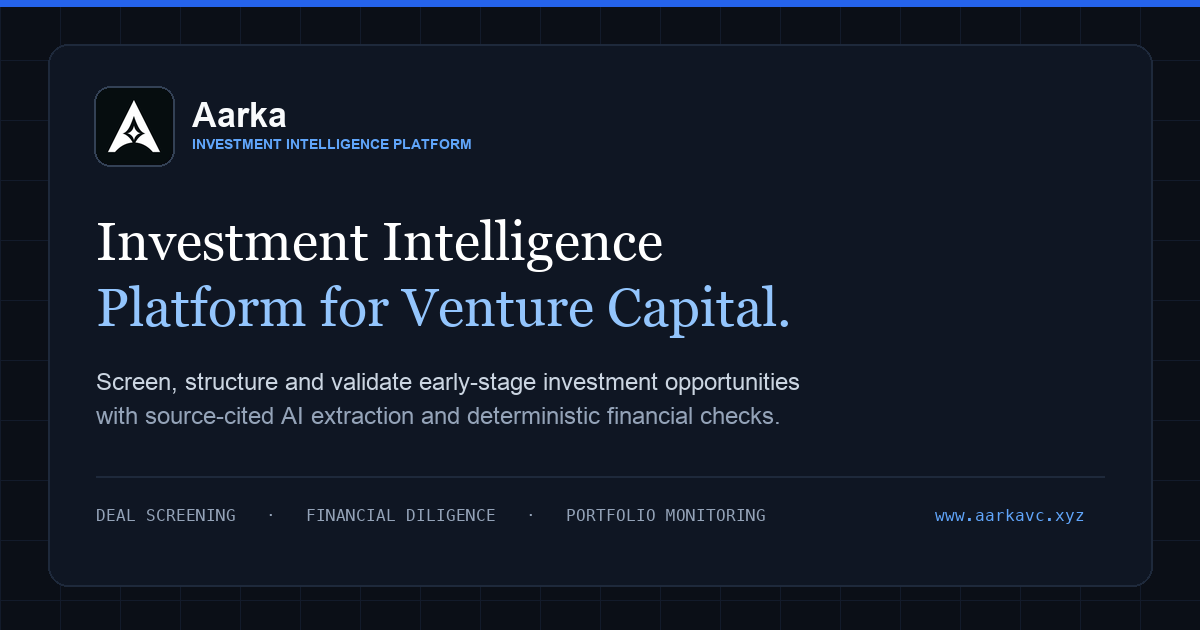 Aarka
INVESTMENT INTELLIGENCE PLATFORM
Investment Intelligence
Platform for Venture Capital.
Screen, structure and validate early-stage investment opportunities
with source-cited AI extraction and deterministic financial checks.
DEAL SCREENING · FINANCIAL DILIGENCE · PORTFOLIO MONITORING www.aarkavc.xyz